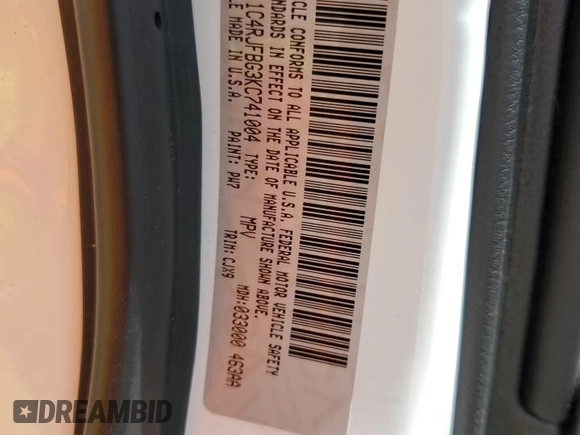 CLE CONFORMS TO ALL APPLICABLE U.S.A. FEDERAL MOTOR VEHICLE SAFETY
NDARDS IN EFFECT ON THE DATE OF MANUFACTURE SHOWN ABOVE.
1C4RJFBG3KC741004 TYPE: MPV MDH:033000 463AA
LE MADE IN U.S.A. PAINT: PW7 TRIM: CJX9
DREAMBID